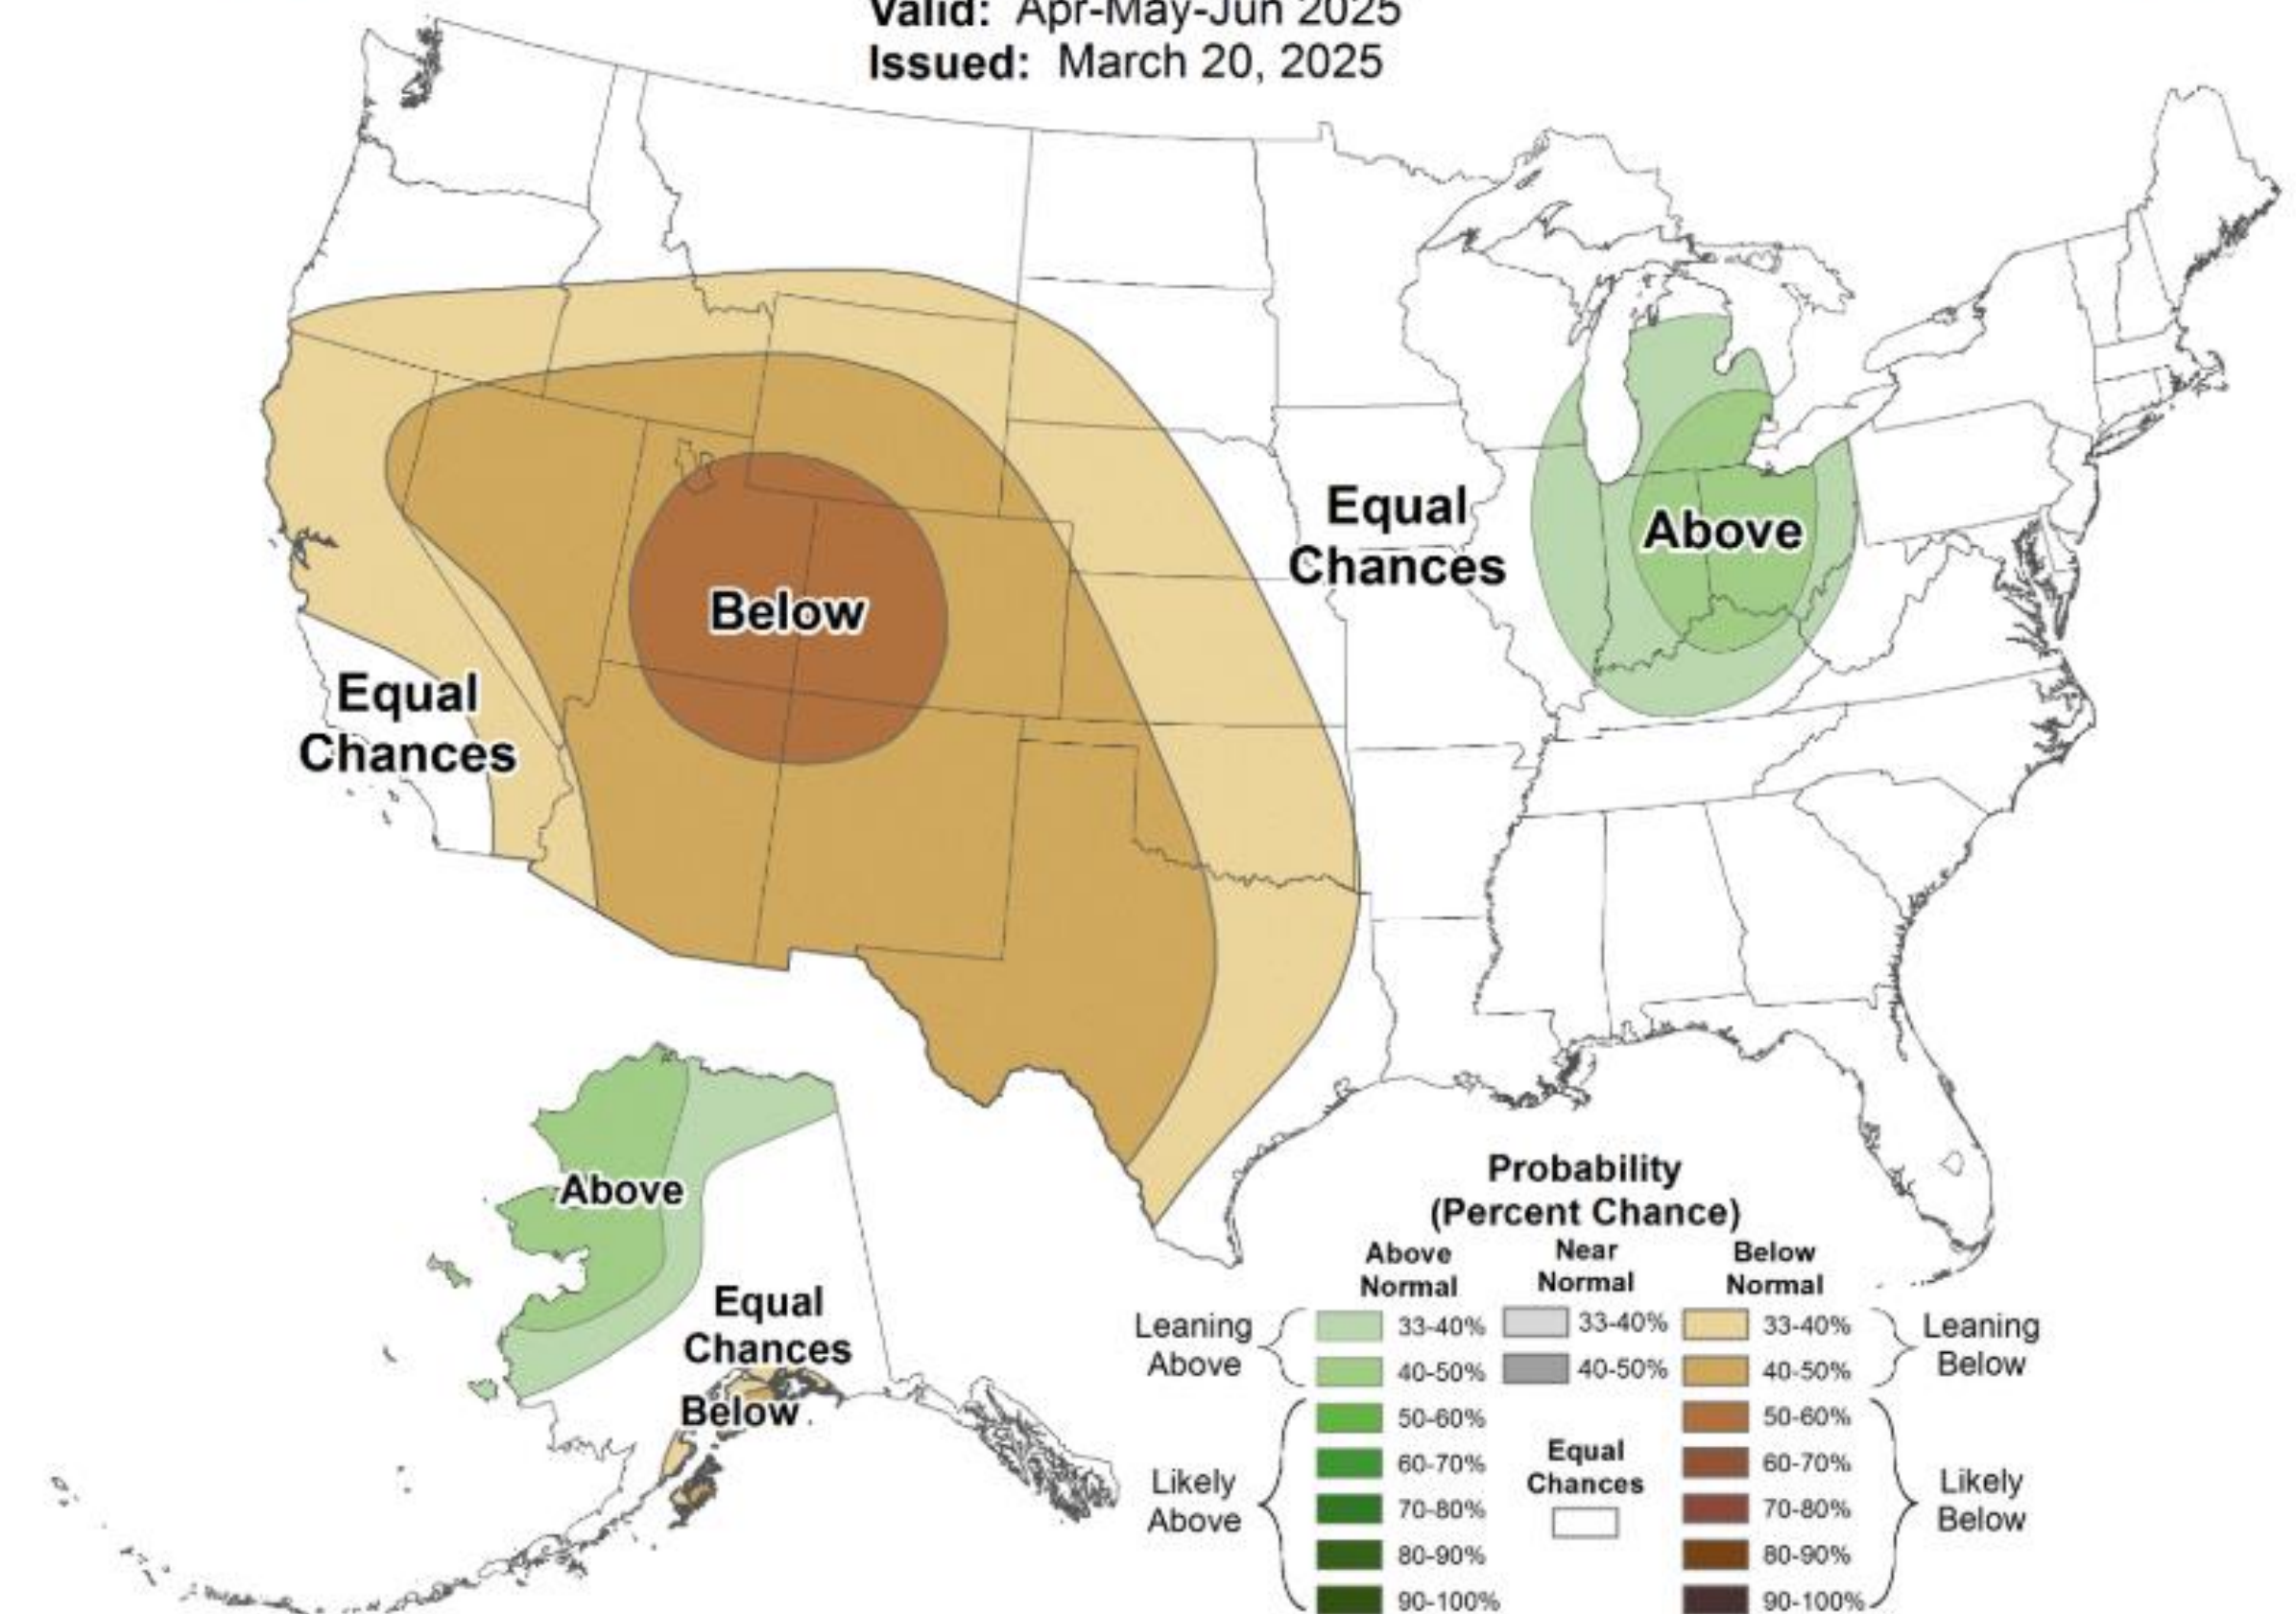 Valid: Apr-May-Jun 2025
Issued: March 20, 2025
Equal
Chances
Above
Below
Equal
Chances
Above
Equal
Chances
Below
Probability
(Percent Chance)
Above
Normal
Near
Normal
Below
Normal
Leaning
Above
33-40% 33-40% 33-40%
40-50% 40-50% 40-50%
Leaning
Below
Likely
Above
50-60% 50-60%
60-70% 60-70%
70-80% 70-80%
80-90% 80-90%
90-100% 90-100%
Equal
Chances
Likely
Below